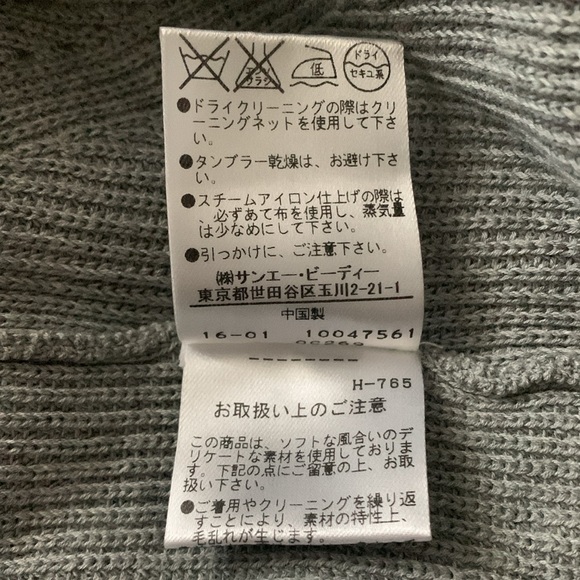 エンソ
サラシ
低
ドライ
セキユ系
●ドライクリーニングの際はクリ
ーニングネットを使用して下さ
い。
●タンブラー乾燥は、お避け下さ
い。
●スチームアイロン仕上げの際は
、必ずあて布を使用し、蒸気量
は少なめにして下さい。
●引っかけに、ご注意下さい。
(株)サンエー・ビーディー
東京都世田谷区玉川2-21-1
中国製
16-01 10047561
H-765
お取扱い上のご注意
この商品は、ソフトな風合いのデ
リケートな素材を使用しておりま
す。下記の点にご留意の上、お取
扱い下さい。
●ご着用やクリーニングを繰り返
すことにより、素材の特性上、
毛乱れが生じます。